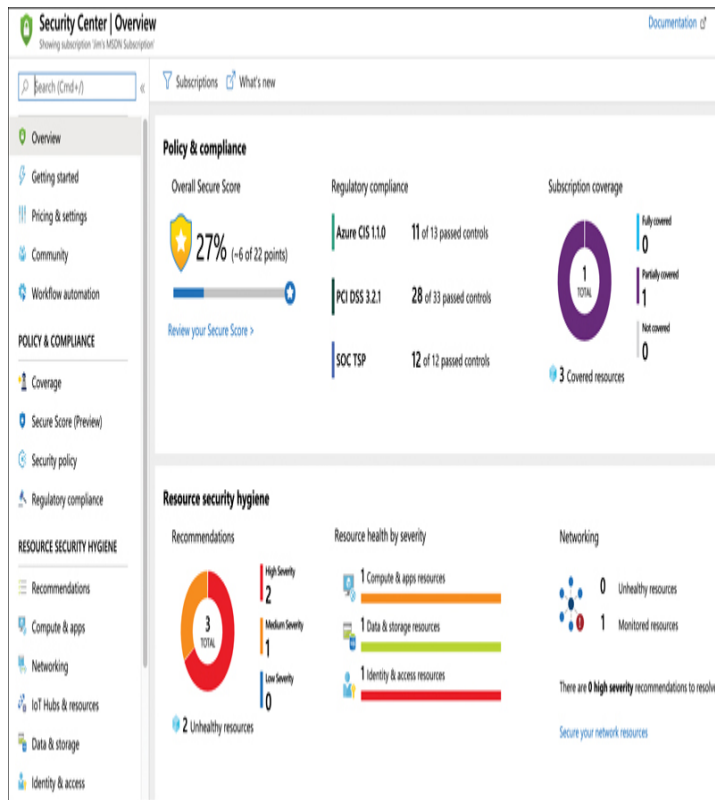 Security Center | Overview
Showing subscription 'Jim's MSDN Subscription'
Documentation
Search (Cmd+/)
«
Subscriptions
What's new
Overview
Getting started
Pricing & settings
Community
Workflow automation
POLICY & COMPLIANCE
Coverage
Secure Score (Preview)
Security policy
Regulatory compliance
RESOURCE SECURITY HYGIENE
Recommendations
Compute & apps
Networking
IoT Hubs & resources
Data & storage
Identity & access
Policy & compliance
Overall Secure Score
27% (~6 of 22 points)
Review your Secure Score >
Regulatory compliance
Azure CIS 1.1.0 11 of 13 passed controls
PCI DSS 3.2.1 28 of 33 passed controls
SOC TSP 12 of 12 passed controls
Subscription coverage
1
TOTAL
Fully covered
0
Partially covered
1
Not covered
0
3 Covered resources
Resource security hygiene
Recommendations
3
TOTAL
High Severity
2
Medium Severity
1
Low Severity
0
2 Unhealthy resources
Resource health by severity
1 Compute & apps resources
1 Data & storage resources
1 Identity & access resources
Networking
0 Unhealthy resources
1 Monitored resources
There are 0 high severity recommendations to resolve
Secure your network resources